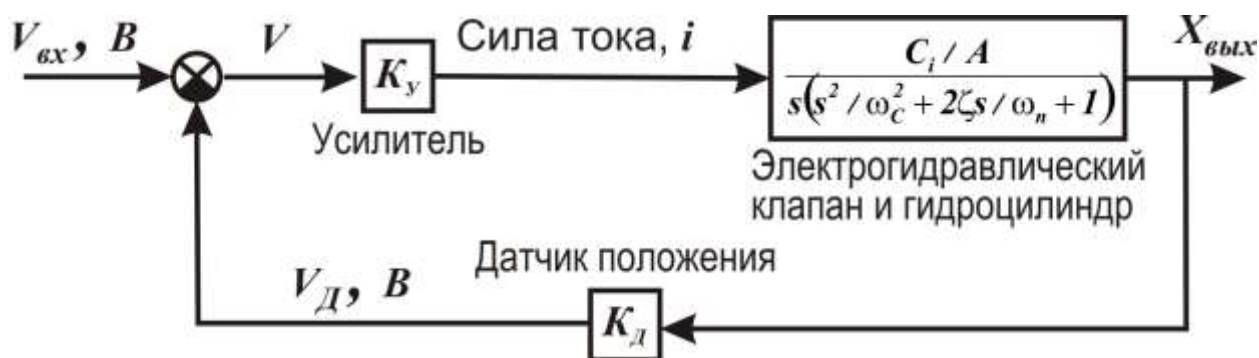 V_вх, В
V
K_У
Сила тока, i
X_вых
C_i / A
s(s^2 / ω_C^2 + 2ζs / ω_n + 1)
Усилитель
Электрогидравлический
клапан и гидроцилиндр
Датчик положения
V_Д, В
K_Д